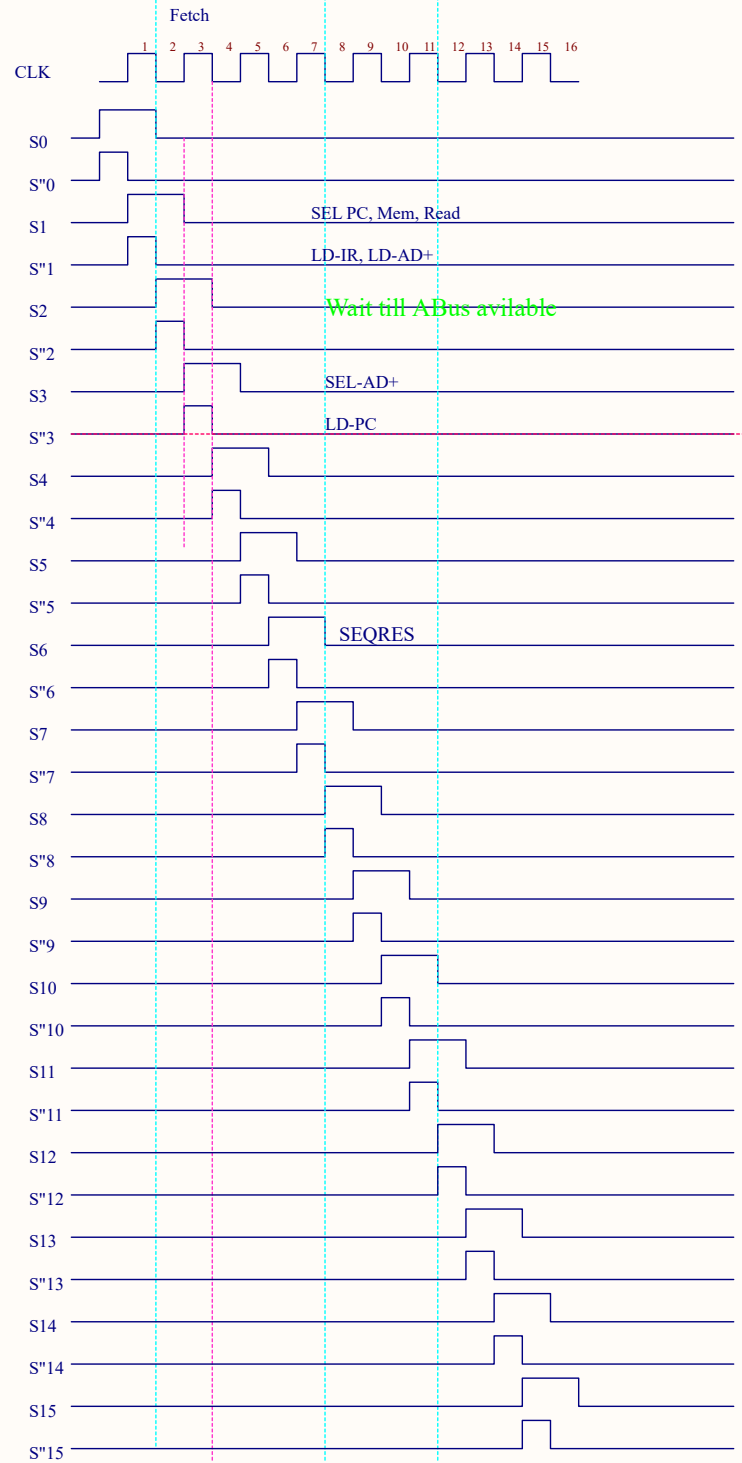 Fetch
1 2 3 4 5 6 7 8 9 10 11 12 13 14 15 16
CLK
S0
S"0
S1 SEL PC, Mem, Read
S"1 LD-IR, LD-AD+
S2 Wait till ABus avilable
S"2
S3 SEL-AD+
S"3 LD-PC
S4
S"4
S5
S"5
S6 SEQRES
S"6
S7
S"7
S8
S"8
S9
S"9
S10
S"10
S11
S"11
S12
S"12
S13
S"13
S14
S"14
S15
S"15